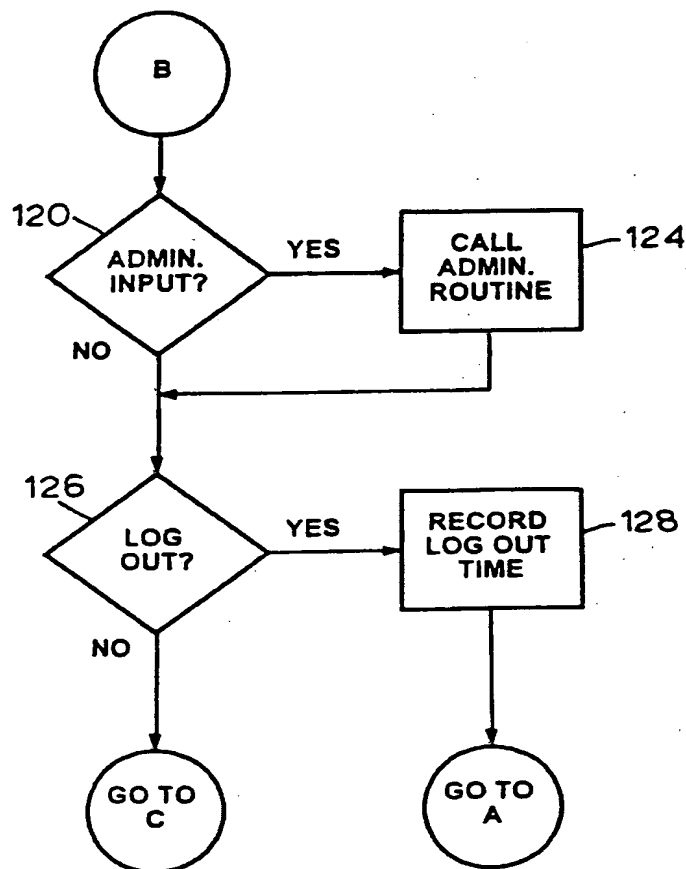 B
120
ADMIN.
INPUT?
YES
CALL
ADMIN.
ROUTINE
124
NO
126
LOG
OUT?
YES
RECORD
LOG OUT
TIME
128
NO
GO TO
C
GO TO
A